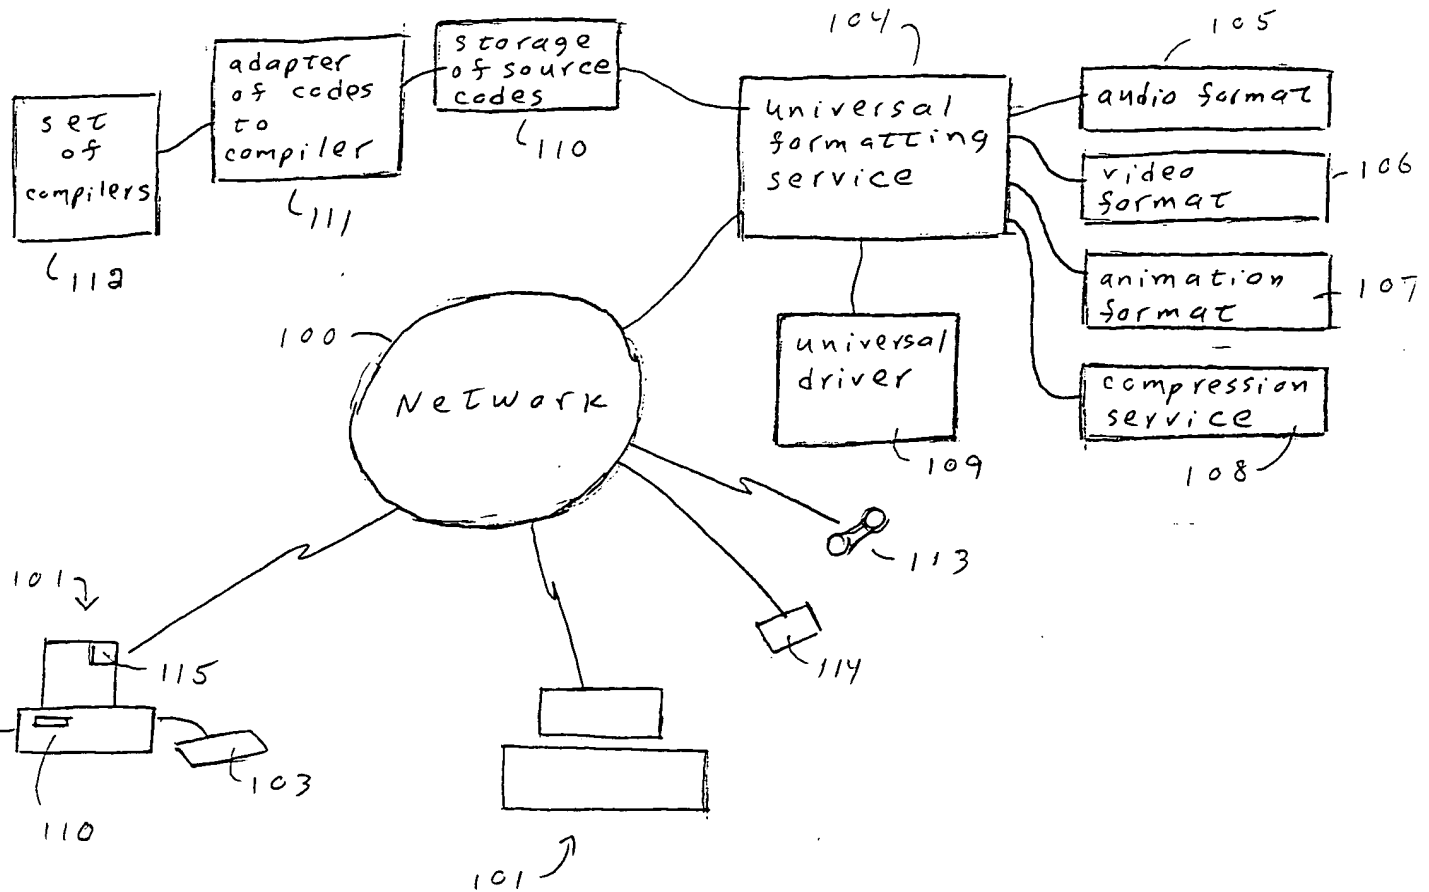 104
105
storage
of source
codes
110
adapter
of codes
to
compiler
111
set
of
compilers
112
universal
formatting
service
audio format
video
format
106
animation
format
107
compression
service
108
universal
driver
109
100
Network
113
114
101
115
103
110
101